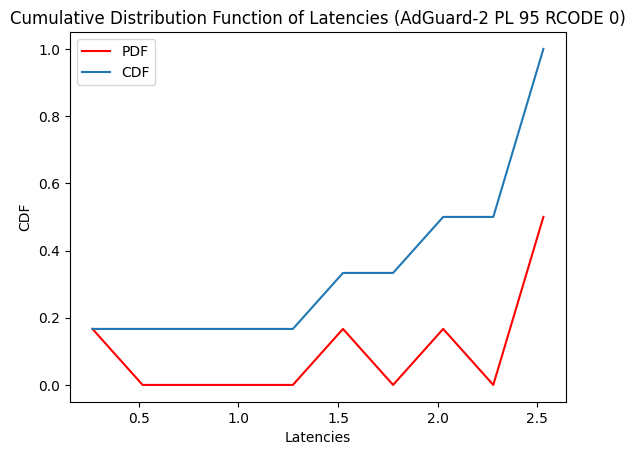 Cumulative Distribution Function of Latencies (AdGuard-2 PL 95 RCODE 0)
PDF
CDF
1.0
0.8
0.6
0.4
0.2
0.0
CDF
0.5
1.0
1.5
2.0
2.5
Latencies